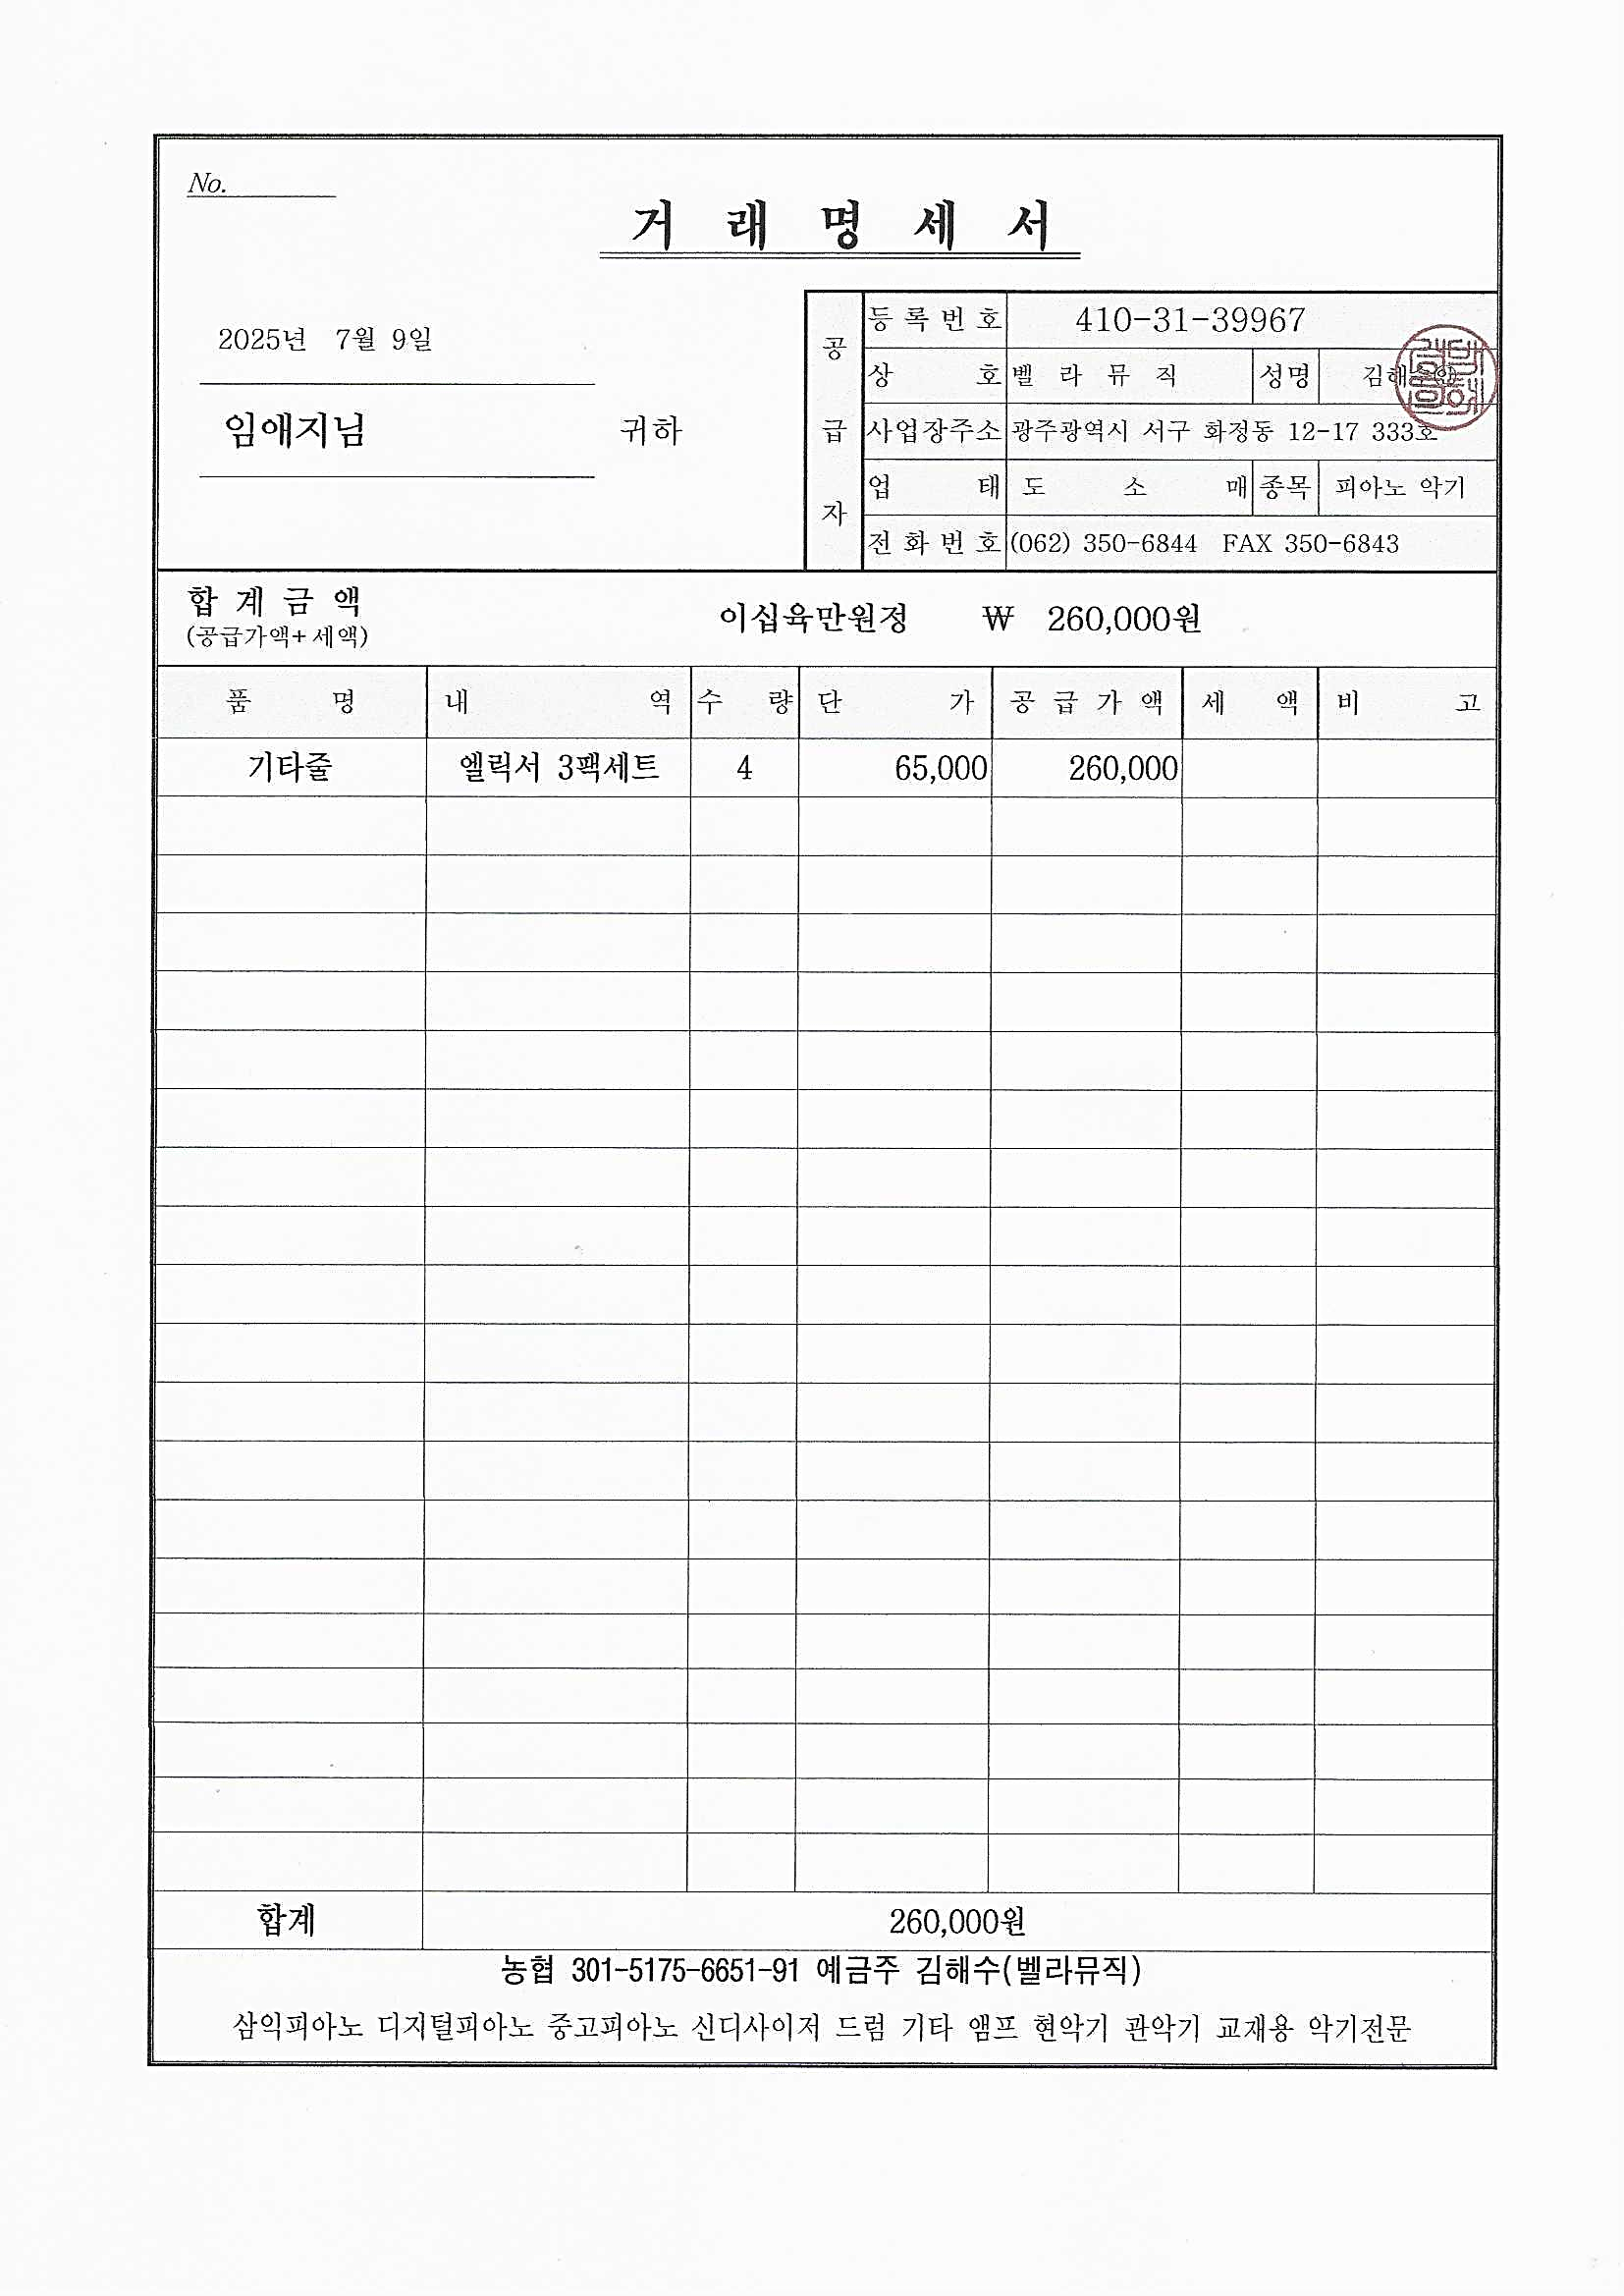 No.
거 래 명 세 서
2025년 7월 9일
임애지님 귀하
공 급 자
등 록 번 호 410-31-39967
상 호 벨 라 뮤 직 성명 김해
사업장주소 광주광역시 서구 화정동 12-17 333호
업 태 도 소 매 종목 피아노 악기
전 화 번 호 (062) 350-6844 FAX 350-6843
합 계 금 액 이십육만원정 ₩ 260,000원
(공급가액+세액)
품 명 내 역 수 량 단 가 공 급 가 액 세 액 비 고
기타줄 엘릭서 3팩세트 4 65,000 260,000
합계 260,000원
농협 301-5175-6651-91 예금주 김해수(벨라뮤직)
삼익피아노 디지털피아노 중고피아노 신디사이저 드럼 기타 앰프 현악기 관악기 교재용 악기전문